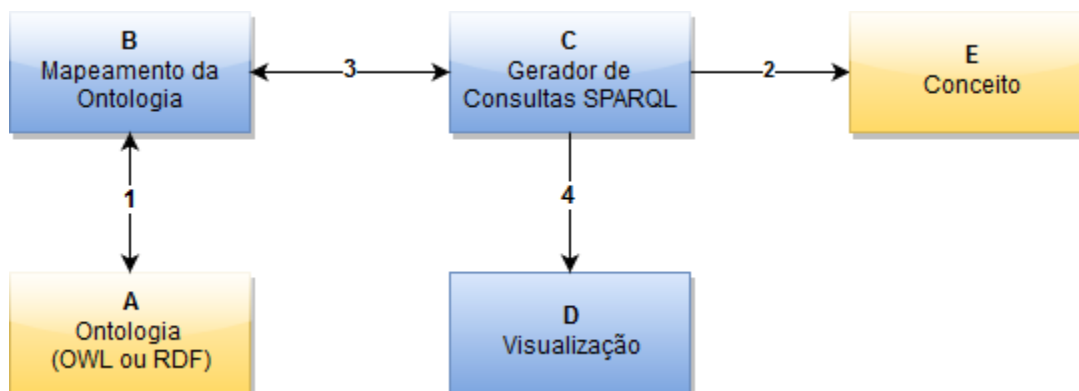 B
Mapeamento da
Ontologia
3
C
Gerador de
Consultas SPARQL
2
E
Conceito
1
4
A
Ontologia
(OWL ou RDF)
D
Visualização